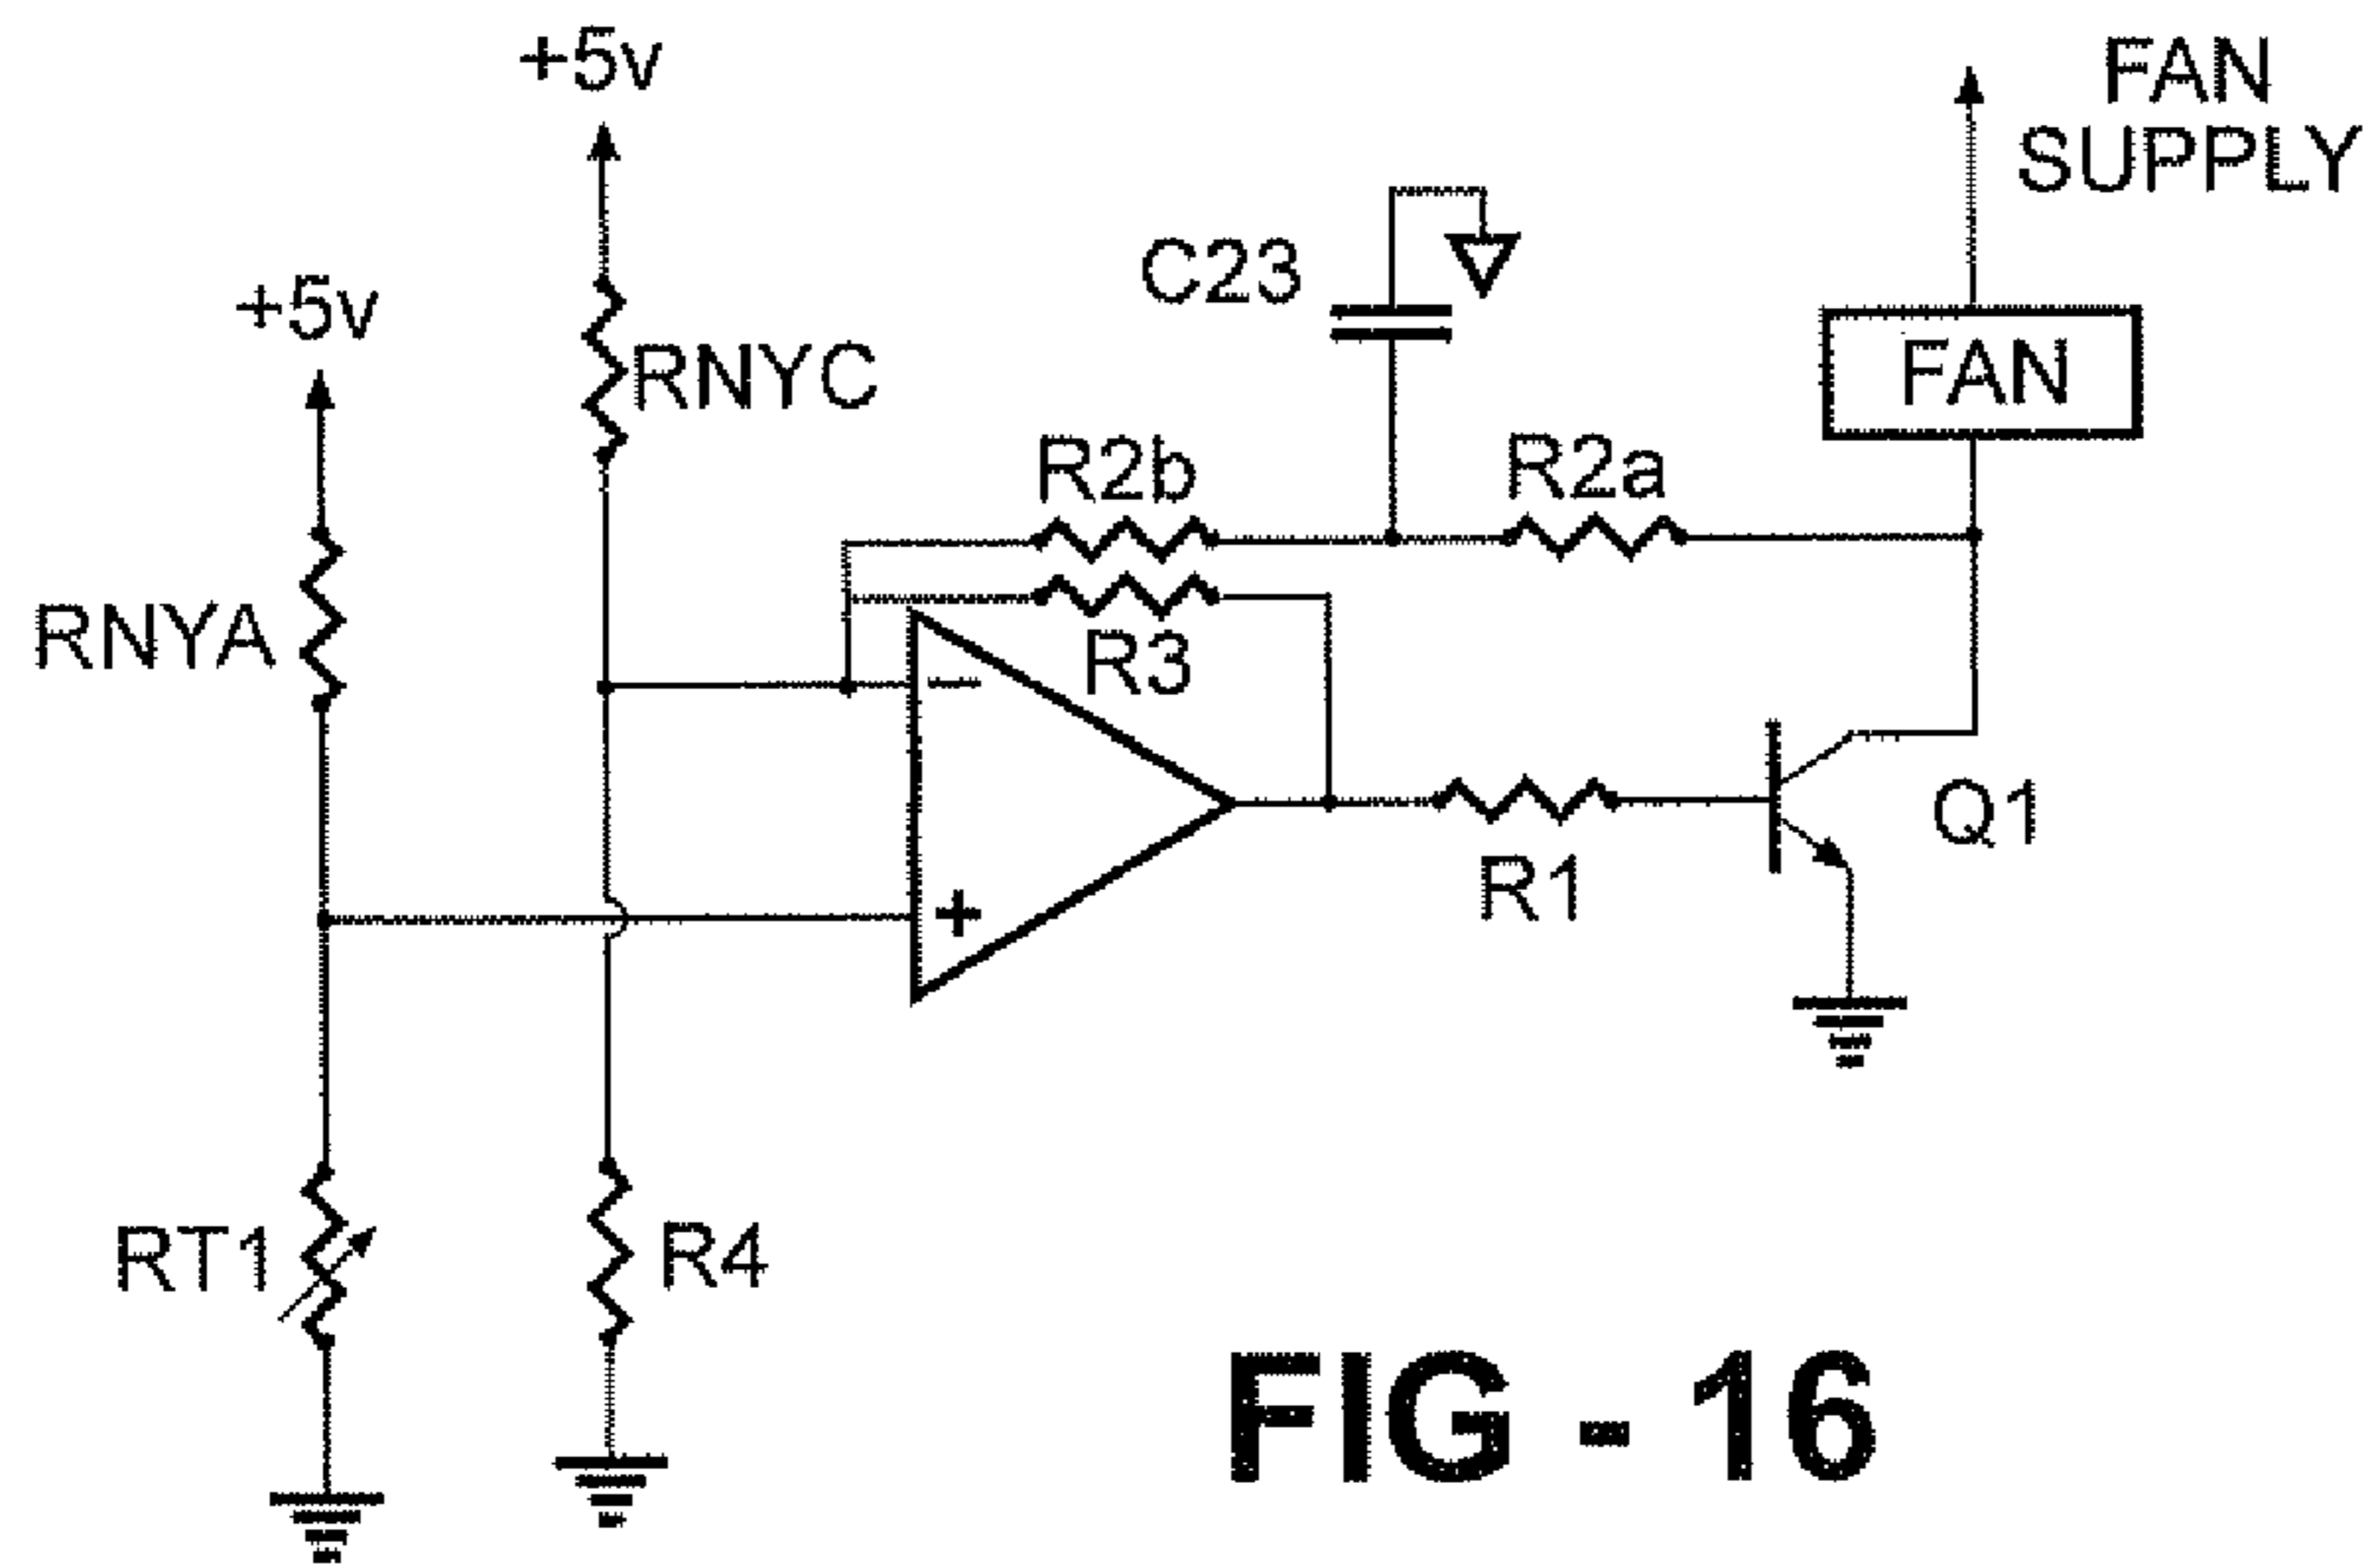 +5v
FAN
SUPPLY
+5v
C23
RNYC
FAN
R2b
R2a
RNYA
R3
−
+
Q1
R1
RT1
R4
FIG - 16